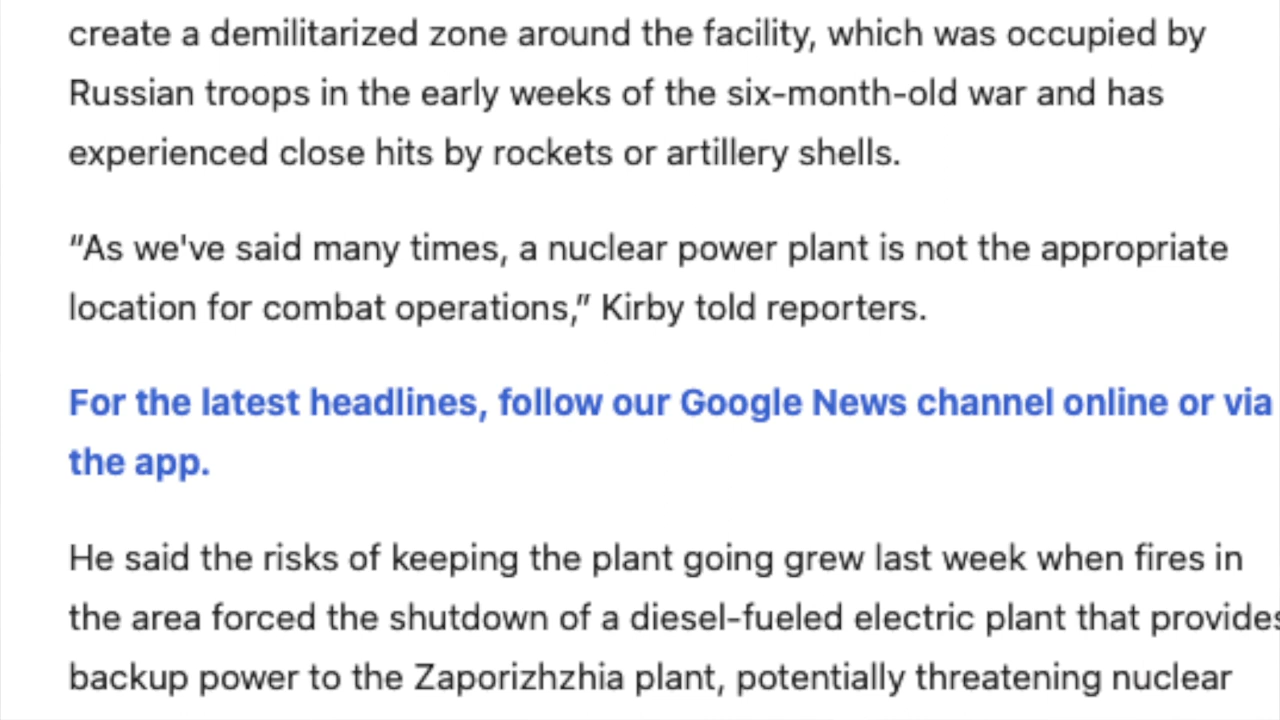 create a demilitarized zone around the facility, which was occupied by
Russian troops in the early weeks of the six-month-old war and has
experienced close hits by rockets or artillery shells.
“As we've said many times, a nuclear power plant is not the appropriate
location for combat operations,” Kirby told reporters.
For the latest headlines, follow our Google News channel online or via
the app.
He said the risks of keeping the plant going grew last week when fires in
the area forced the shutdown of a diesel-fueled electric plant that provides
backup power to the Zaporizhzhia plant, potentially threatening nuclear